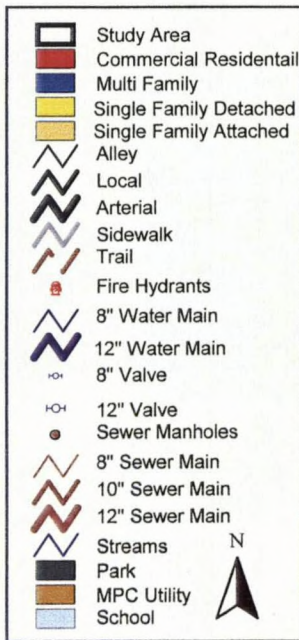 Study Area
Commercial Residentail
Multi Family
Single Family Detached
Single Family Attached
Alley
Local
Arterial
Sidewalk
Trail
Fire Hydrants
8" Water Main
12" Water Main
8" Valve
12" Valve
Sewer Manholes
8" Sewer Main
10" Sewer Main
12" Sewer Main
Streams
N
Park
MPC Utility
School